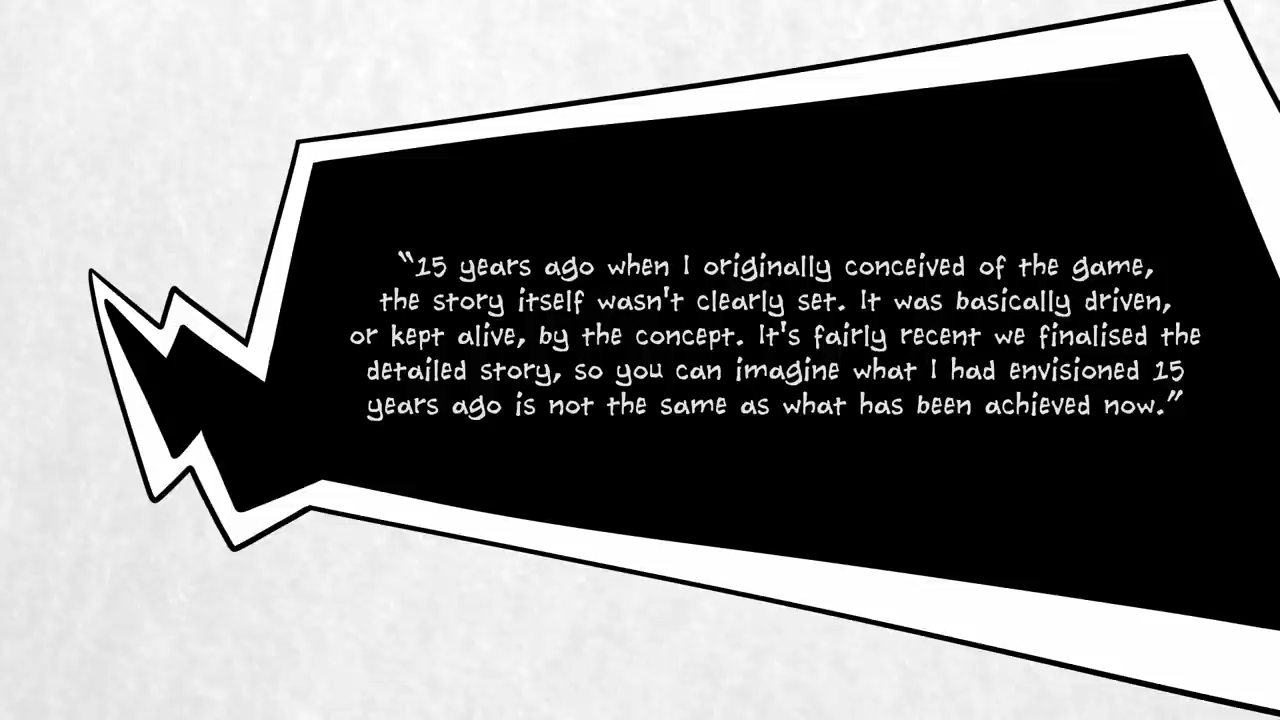 “15 years ago when I originally conceived of the game,
the story itself wasn't clearly set. It was basically driven,
or kept alive, by the concept. It's fairly recent we finalised the
detailed story, so you can imagine what I had envisioned 15
years ago is not the same as what has been achieved now.”